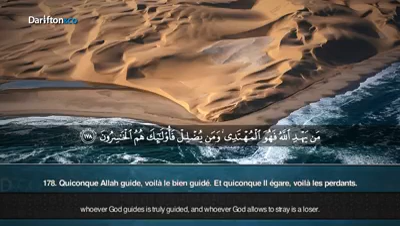 Dariftoneco
مَن يَهْدِ ٱللَّهُ فَهُوَ ٱلْمُهْتَدِى ۖ وَمَن يُضْلِلْ فَأُو۟لَـٰٓئِكَ هُمُ ٱلْخَـٰسِرُونَ ١٧٨
178. Quiconque Allah guide, voilà le bien guidé. Et quiconque Il égare, voilà les perdants.
whoever God guides is truly guided, and whoever God allows to stray is a loser.